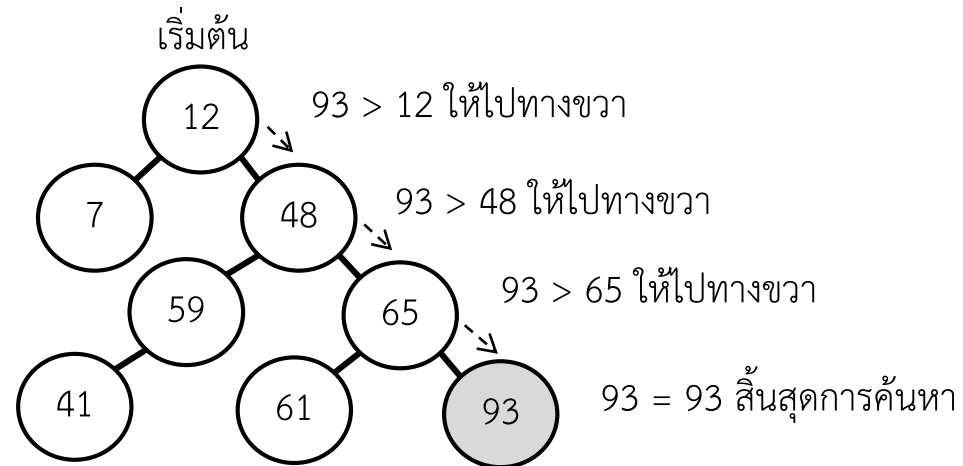 เริ่มต้น
12
93 > 12 ให้ไปทางขวา
7
48
93 > 48 ให้ไปทางขวา
59
65
93 > 65 ให้ไปทางขวา
41
61
93
93 = 93 สิ้นสุดการค้นหา